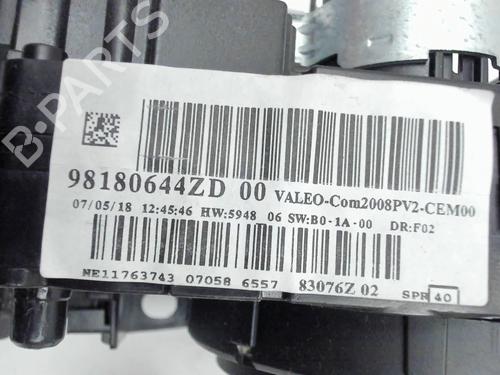 B-PARTS
98180644ZD 00 VALEO-Com2008PV2-CEM00
07/05/18 12:45:46 HW:5948 06 SW:B0-1A-00 DR:F02
NE11763743 07058 6557 83076Z 02 SPR 40